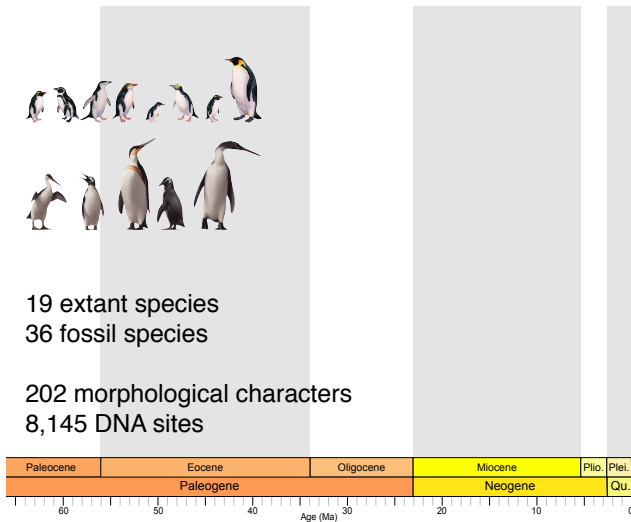 19 extant species
36 fossil species
202 morphological characters
8,145 DNA sites
Paleocene Eocene Oligocene Miocene Plio. Plei.
Paleogene Neogene Qu.
60 50 40 30 20 10 0
Age (Ma)